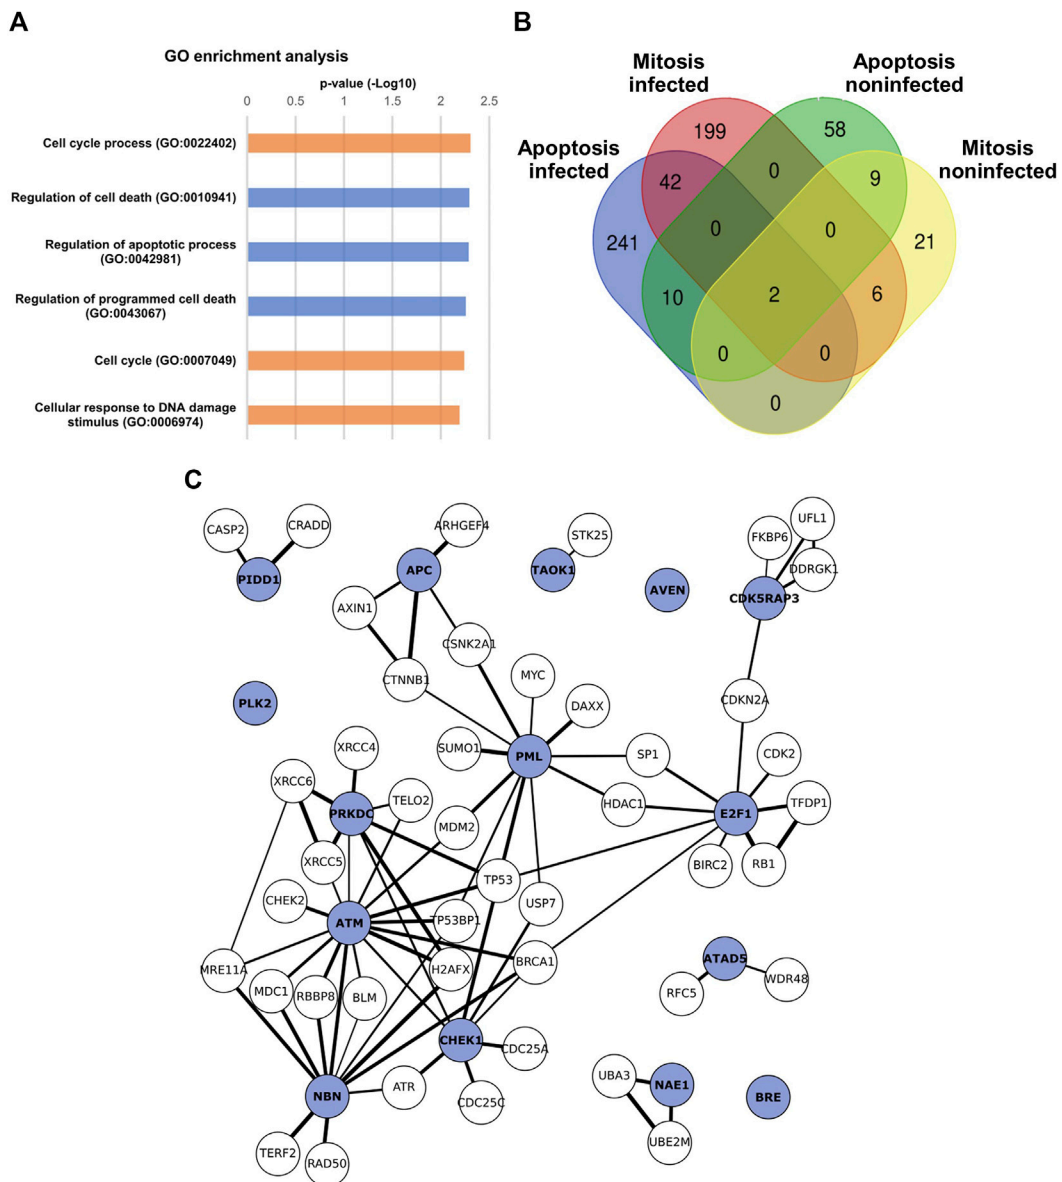 A
GO enrichment analysis
p-value (-Log10)
0 0.5 1 1.5 2 2.5
Cell cycle process (GO:0022402)
Regulation of cell death (GO:0010941)
Regulation of apoptotic process
(GO:0042981)
Regulation of programmed cell death
(GO:0043067)
Cell cycle (GO:0007049)
Cellular response to DNA damage
stimulus (GO:0006974)
B
Mitosis
infected
Apoptosis
noninfected
Apoptosis
infected
Mitosis
noninfected
199
58
0
42
9
0
0
241
21
10
2
6
0
0
0
C
CASP2
CRADD
PIDD1
ARHGEF4
APC
AXIN1
CSNK2A1
CTNNB1
STK25
TAOK1
AVEN
UFL1
FKBP6
DDRGK1
CDK5RAP3
CDKN2A
PLK2
MYC
DAXX
SUMO1
PML
SP1
HDAC1
CDK2
E2F1
TFDP1
BIRC2
RB1
XRCC4
XRCC6
PRKDC
TELO2
MDM2
XRCC5
TP53
CHEK2
ATM
TP53BP1
USP7
MRE11A
MDC1
RBBP8
BLM
H2AFX
BRCA1
CHEK1
CDC25A
NBN
ATR
CDC25C
TERF2
RAD50
ATAD5
RFC5
WDR48
UBA3
NAE1
UBE2M
BRE